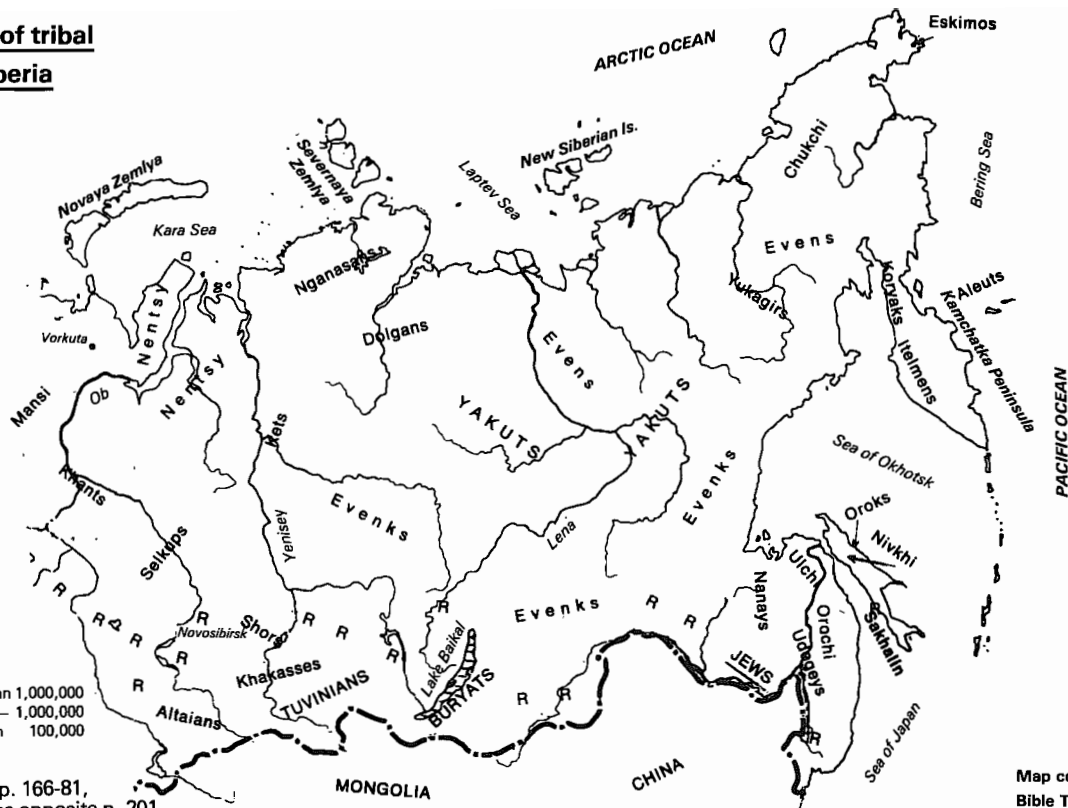 of tribal
beria
Eskimos
ARCTIC OCEAN
New Siberian Is.
Severnaya
Zemlya
Laptev Sea
Chukchi
Bering Sea
Novaya Zemlya
Kara Sea
Evens
Nganasans
Yukagirs
Koryaks
Aleuts
Kamchatka Peninsula
Nentsy
Vorkuta
Dolgans
Evens
Itelmens
Mansi
Ob
Nentsy
YAKUTS
YAKUTS
PACIFIC OCEAN
Kets
Sea of Okhotsk
Khants
Evenks
Evenks
Yenisey
Lena
Oroks
Nivkhi
Selkups
Ulchi
Nanays
Evenks
R
R
R
R
R
R
R
R
R
R
R
Novosibirsk
Shors
Orochi
Sakhalin
R
R
Lake Baikal
Udegeys
JEWS
Khakasses
TUVINIANS
BURYATS
R
R
R
R
Altaians
Sea of Japan
n 1,000,000
– 1,000,000
100,000
MONGOLIA
CHINA
p. 166-81,
opposite p. 201
Map co
Bible T